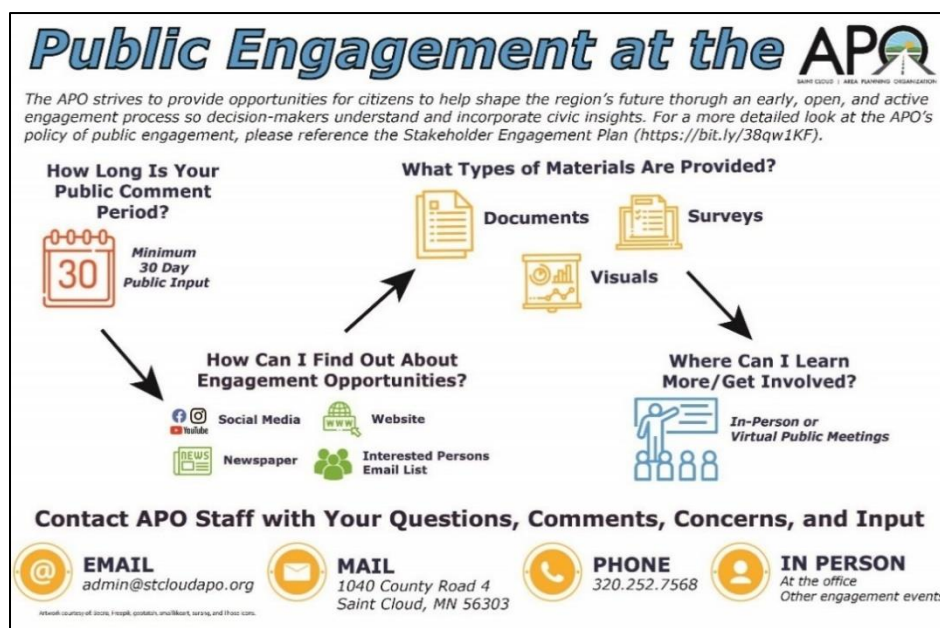 Public Engagement at the APO
SAINT CLOUD | AREA PLANNING ORGANIZATION
The APO strives to provide opportunities for citizens to help shape the region's future thorugh an early, open, and active
engagement process so decision-makers understand and incorporate civic insights. For a more detailed look at the APO's
policy of public engagement, please reference the Stakeholder Engagement Plan (https://bit.ly/38qw1KF).
How Long Is Your
Public Comment
Period?
30
Minimum
30 Day
Public Input
How Can I Find Out About
Engagement Opportunities?
YouTube
Social Media
WWW
Website
NEWS
Newspaper
Interested Persons
Email List
What Types of Materials Are Provided?
Documents
Surveys
Visuals
Where Can I Learn
More/Get Involved?
In-Person or
Virtual Public Meetings
Contact APO Staff with Your Questions, Comments, Concerns, and Input
@
EMAIL
admin@stcloudapo.org
MAIL
1040 County Road 4
Saint Cloud, MN 56303
PHONE
320.252.7568
IN PERSON
At the office
Other engagement events